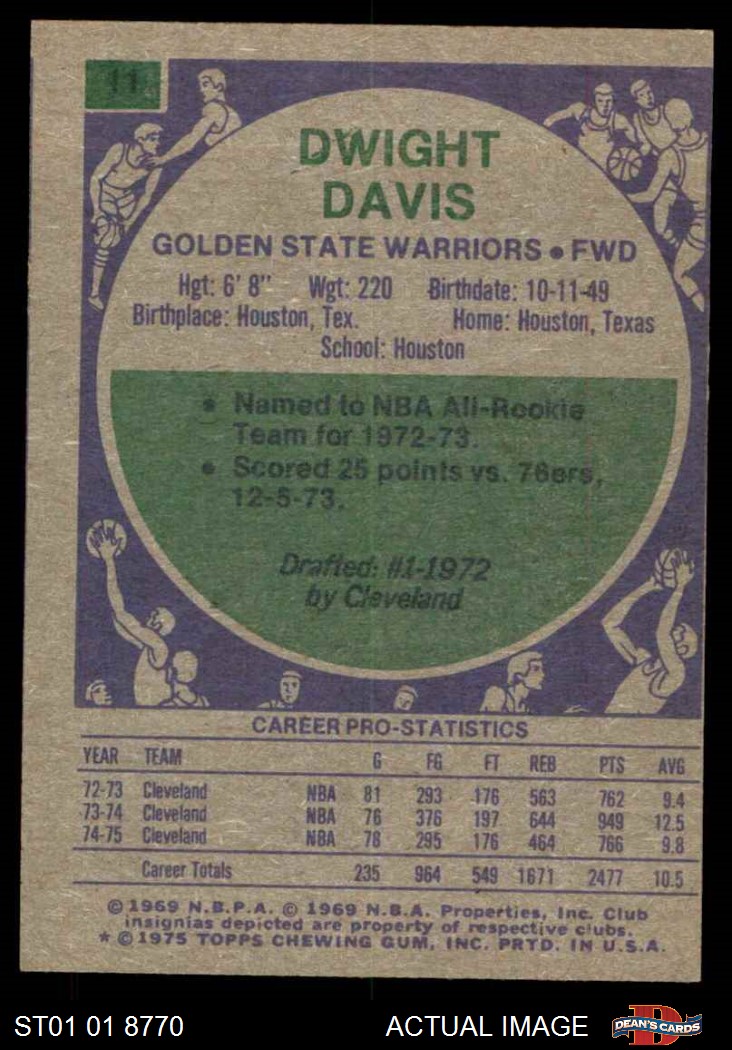 11
DWIGHT
DAVIS
GOLDEN STATE WARRIORS • FWD
Hgt: 6' 8" Wgt: 220 Birthdate: 10-11-49
Birthplace: Houston, Tex. Home: Houston, Texas
School: Houston
• Named to NBA All-Rookie
Team for 1972-73.
• Scored 25 points vs. 76ers,
12-5-73.
Drafted: #1-1972
by Cleveland
CAREER PRO-STATISTICS
YEAR TEAM G FG FT REB PTS AVG
72-73 Cleveland NBA 81 293 176 563 762 9.4
73-74 Cleveland NBA 76 376 197 644 949 12.5
74-75 Cleveland NBA 78 295 176 464 766 9.8
Career Totals 235 964 549 1671 2477 10.5
© 1969 N.B.P.A. © 1969 N.B.A. Properties, Inc. Club
insignias depicted are property of respective clubs.
* © 1975 TOPPS CHEWING GUM, INC. PRTD. IN U.S.A.
ST01 01 8770 ACTUAL IMAGE DEAN'S CARDS